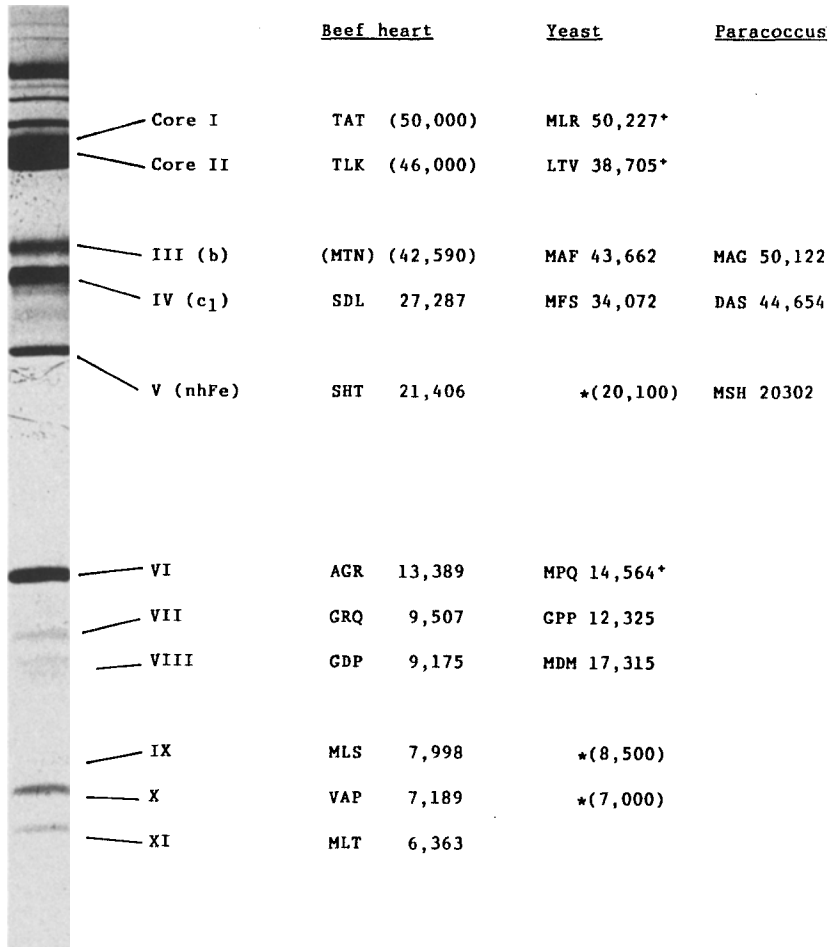 Beef heart Yeast Paracoccus
Core I TAT (50,000) MLR 50,227+
Core II TLK (46,000) LTV 38,705+
III (b) (MTN) (42,590) MAF 43,662 MAG 50,122
IV (c1) SDL 27,287 MFS 34,072 DAS 44,654
V (nhFe) SHT 21,406 *(20,100) MSH 20302
VI AGR 13,389 MPQ 14,564+
VII GRQ 9,507 GPP 12,325
VIII GDP 9,175 MDM 17,315
IX MLS 7,998 *(8,500)
X VAP 7,189 *(7,000)
XI MLT 6,363